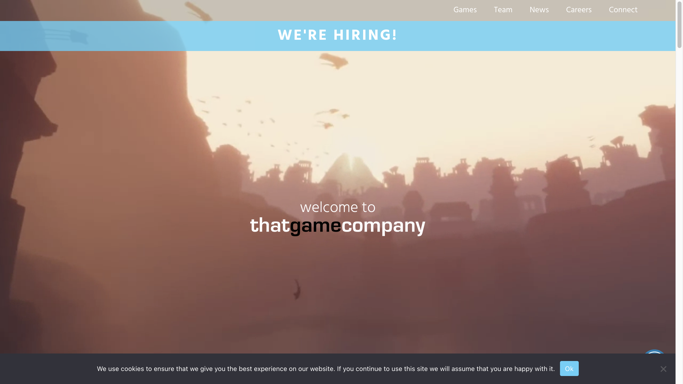 Games Team News Careers Connect
WE'RE HIRING!
welcome to
thatgamecompany
We use cookies to ensure that we give you the best experience on our website. If you continue to use this site we will assume that you are happy with it. Ok